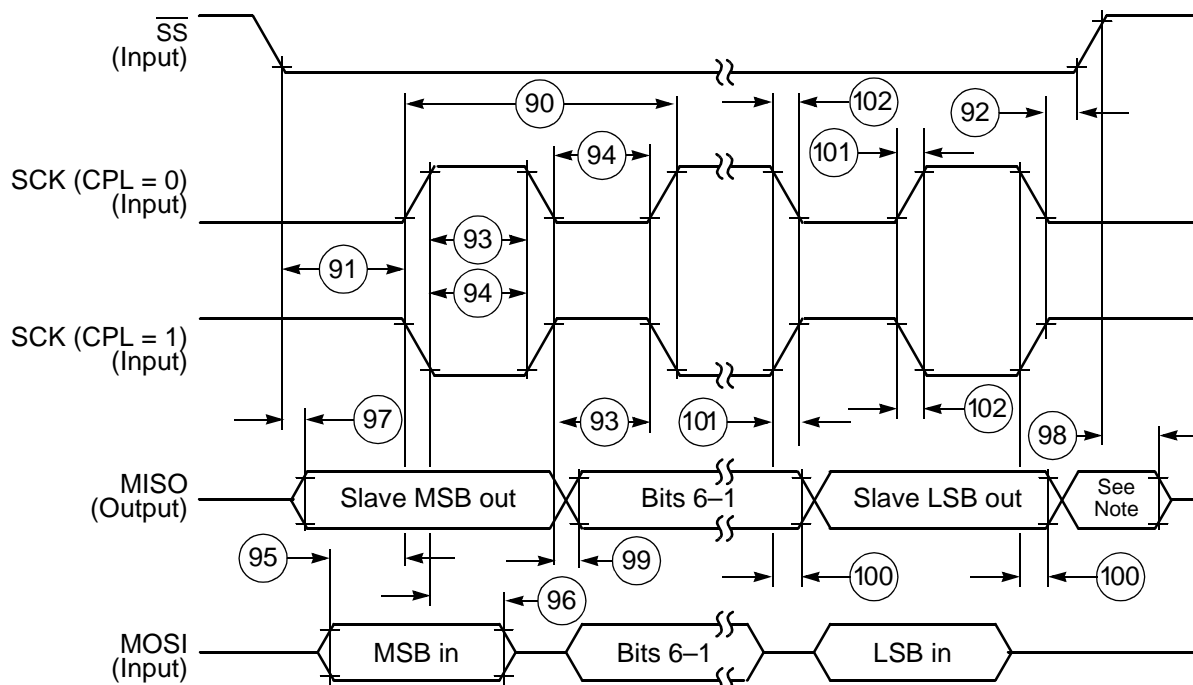 SS
(Input)
90
102
92
94
101
SCK (CPL = 0)
(Input)
93
91
94
SCK (CPL = 1)
(Input)
97
93
101
102
98
MISO
(Output)
Slave MSB out
Bits 6–1
Slave LSB out
See
Note
95
99
100
100
96
MOSI
(Input)
MSB in
Bits 6–1
LSB in